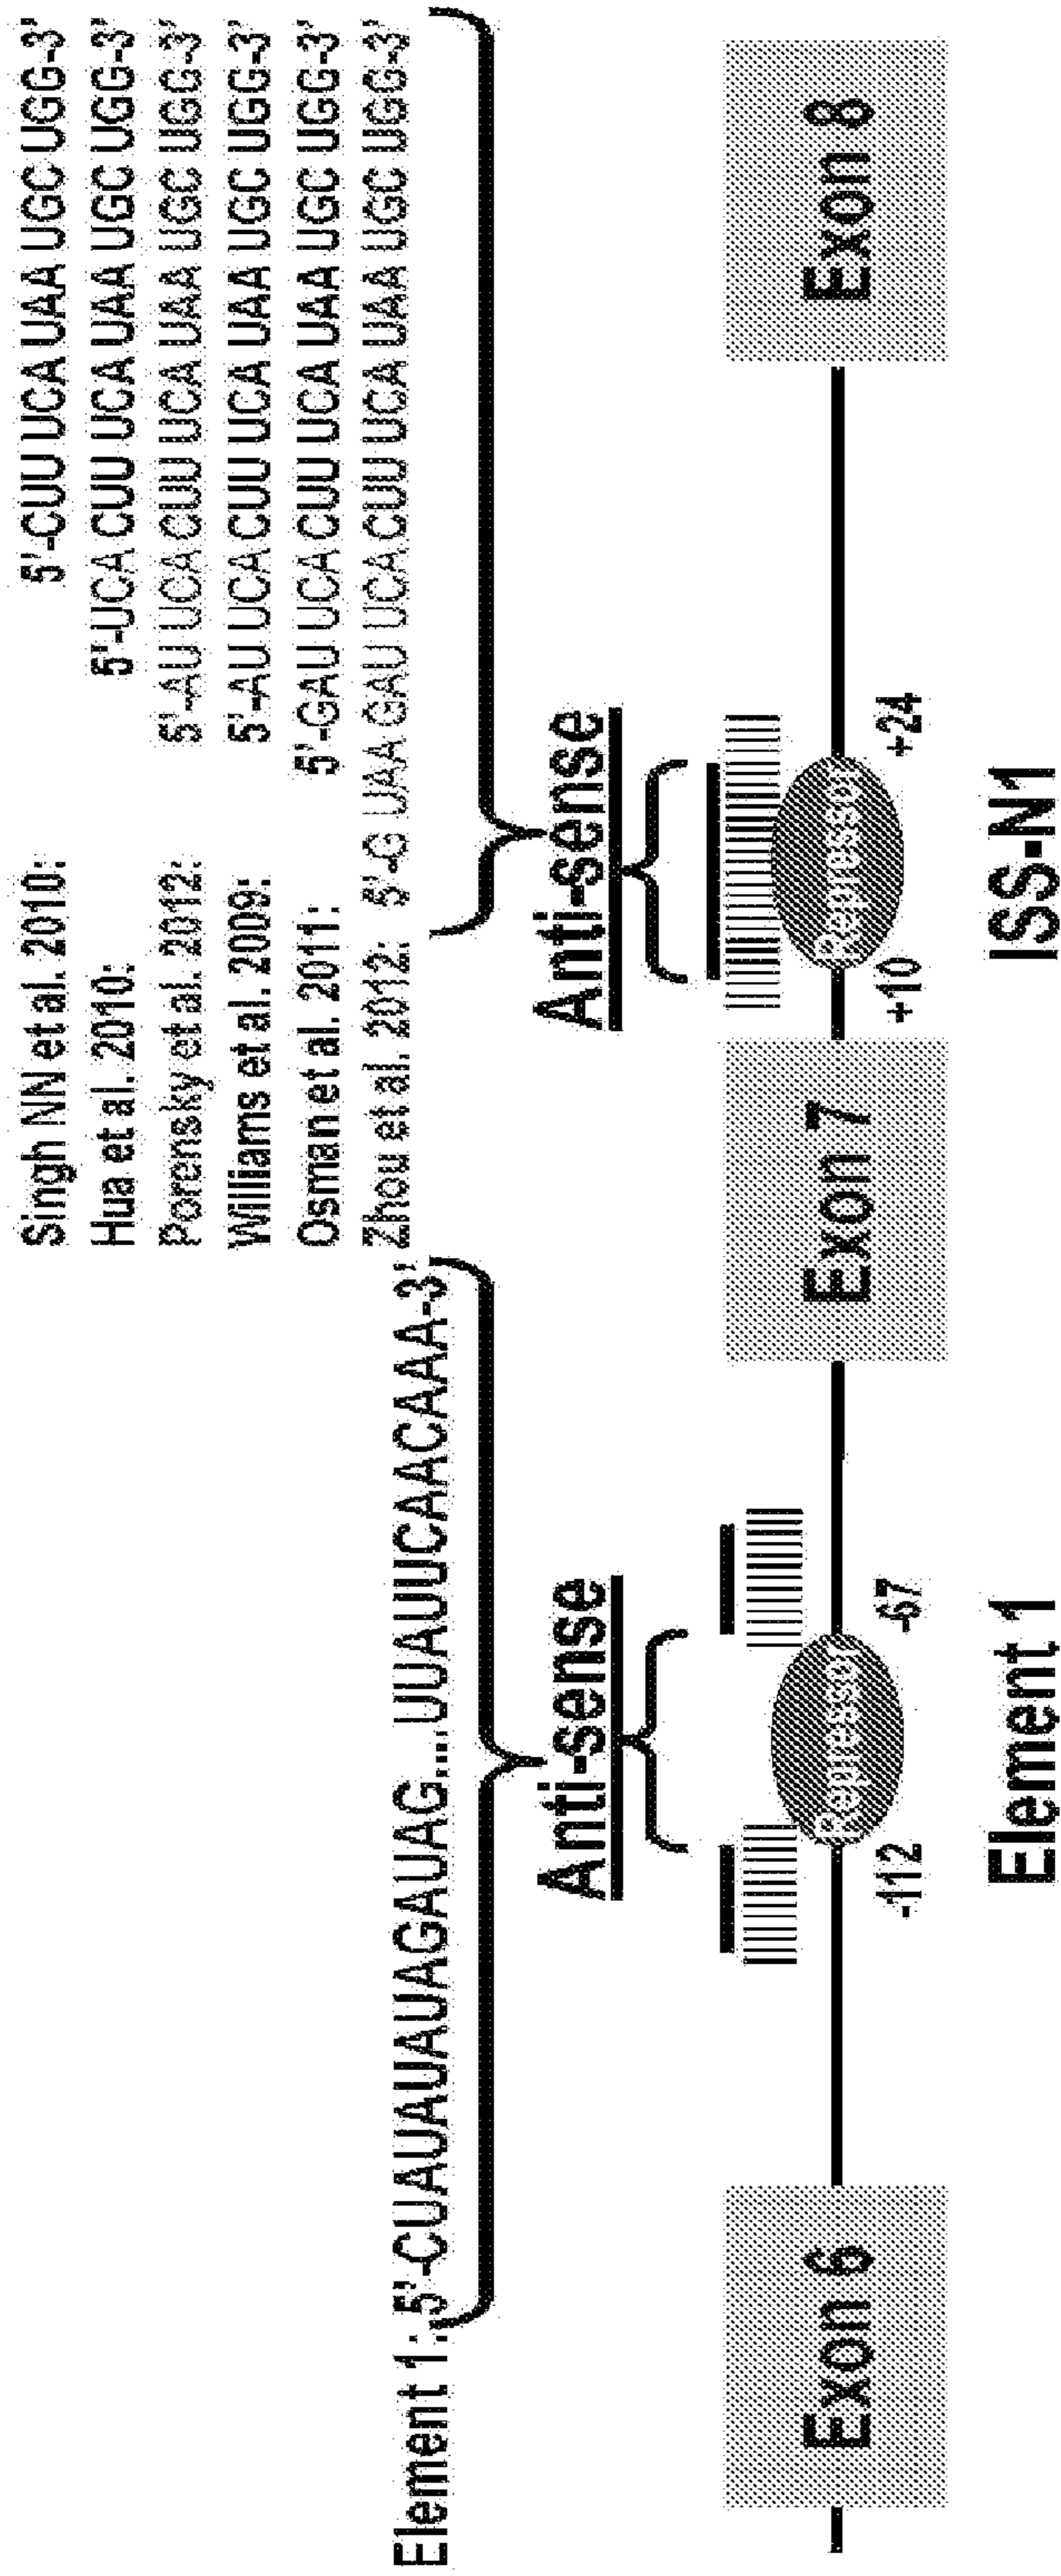 Singh NN et al. 2010: 5'-CUU UCA UAA UGC UGG-3'
Hua et al. 2010: 5'-UCA CUU UCA UAA UGC UGG-3'
Porensky et al. 2012: 5'-AU UCA CUU UCA UAA UGC UGG-3'
Williams et al. 2009: 5'-AU UCA CUU UCA UAA UGC UGG-3'
Osman et al. 2011: 5'-GAU UCA CUU UCA UAA UGC UGG-3'
Zhou et al. 2012: 5'-G UAA GAU UCA CUU UCA UAA UGC UGG-3'
Element 1: 5'-CUAUAUAUAGAUAG....UUAUUCAACAAA-3'
Anti-sense
Anti-sense
Exon 6
Repressor
Exon 7
Repressor
Exon 8
-112
-67
+10
+24
Element 1
ISS-N1